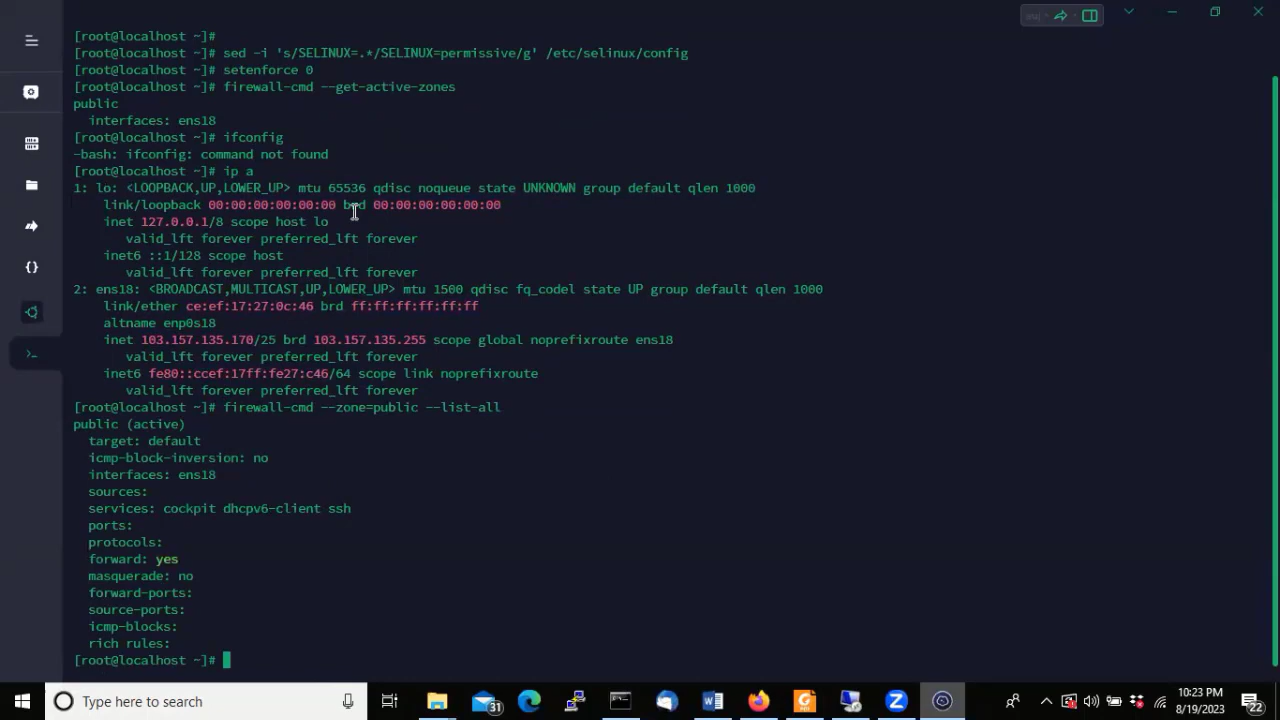 [root@localhost ~]#
[root@localhost ~]# sed -i 's/SELINUX=.*/SELINUX=permissive/g' /etc/selinux/config
[root@localhost ~]# setenforce 0
[root@localhost ~]# firewall-cmd --get-active-zones
public
  interfaces: ens18
[root@localhost ~]# ifconfig
-bash: ifconfig: command not found
[root@localhost ~]# ip a
1: lo: <LOOPBACK,UP,LOWER_UP> mtu 65536 qdisc noqueue state UNKNOWN group default qlen 1000
    link/loopback 00:00:00:00:00:00 brd 00:00:00:00:00:00
    inet 127.0.0.1/8 scope host lo
       valid_lft forever preferred_lft forever
    inet6 ::1/128 scope host
       valid_lft forever preferred_lft forever
2: ens18: <BROADCAST,MULTICAST,UP,LOWER_UP> mtu 1500 qdisc fq_codel state UP group default qlen 1000
    link/ether ce:ef:17:27:0c:46 brd ff:ff:ff:ff:ff:ff
    altname enp0s18
    inet 103.157.135.170/25 brd 103.157.135.255 scope global noprefixroute ens18
       valid_lft forever preferred_lft forever
    inet6 fe80::ccef:17ff:fe27:c46/64 scope link noprefixroute
       valid_lft forever preferred_lft forever
[root@localhost ~]# firewall-cmd --zone=public --list-all
public (active)
  target: default
  icmp-block-inversion: no
  interfaces: ens18
  sources:
  services: cockpit dhcpv6-client ssh
  ports:
  protocols:
  forward: yes
  masquerade: no
  forward-ports:
  source-ports:
  icmp-blocks:
  rich rules:
[root@localhost ~]#
Type here to search
31
10:23 PM
8/19/2023
22